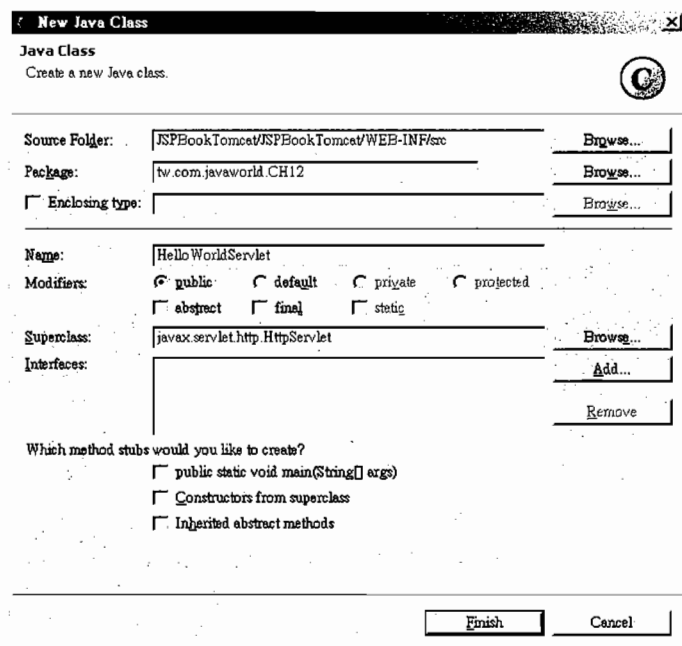 New Java Class
Java Class
Create a new Java class.
C
Source Folder: JSPBookTomcat/JSPBookTomcat/WEB-INF/src Browse...
Package: tw.com.javaworld.CH12 Browse...
Enclosing type: Browse...
Name: HelloWorldServlet
Modifiers: public default private protected
abstract final static
Superclass: javax.servlet.http.HttpServlet Browse...
Interfaces: Add...
Remove
Which method stubs would you like to create?
public static void main(String[] args)
Constructors from superclass
Inherited abstract methods
Finish Cancel